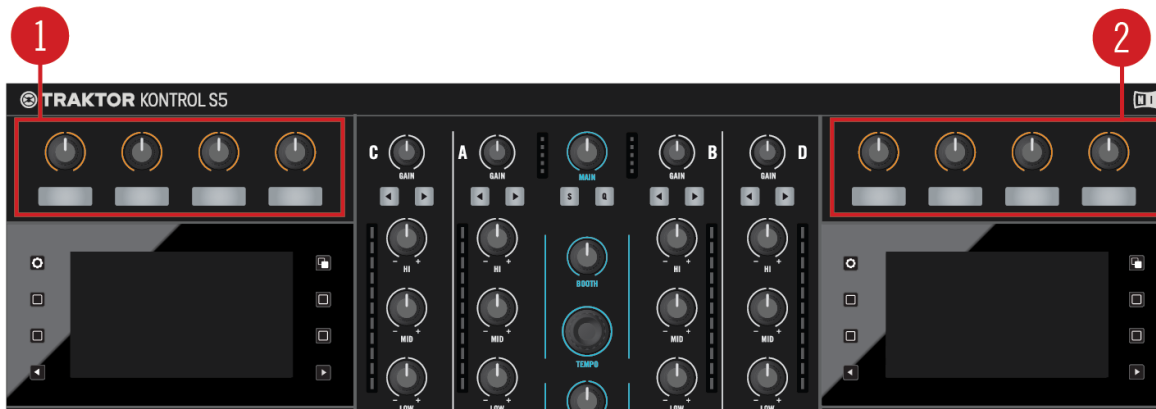 1
2
TRAKTOR KONTROL S5
NI
C GAIN
A GAIN
MAIN
GAIN B
GAIN D
S Q
- + HI
- + HI
BOOTH
- + HI
- + HI
- + MID
- + MID
TEMPO
- + MID
- + MID
LOW
LOW
LOW
LOW